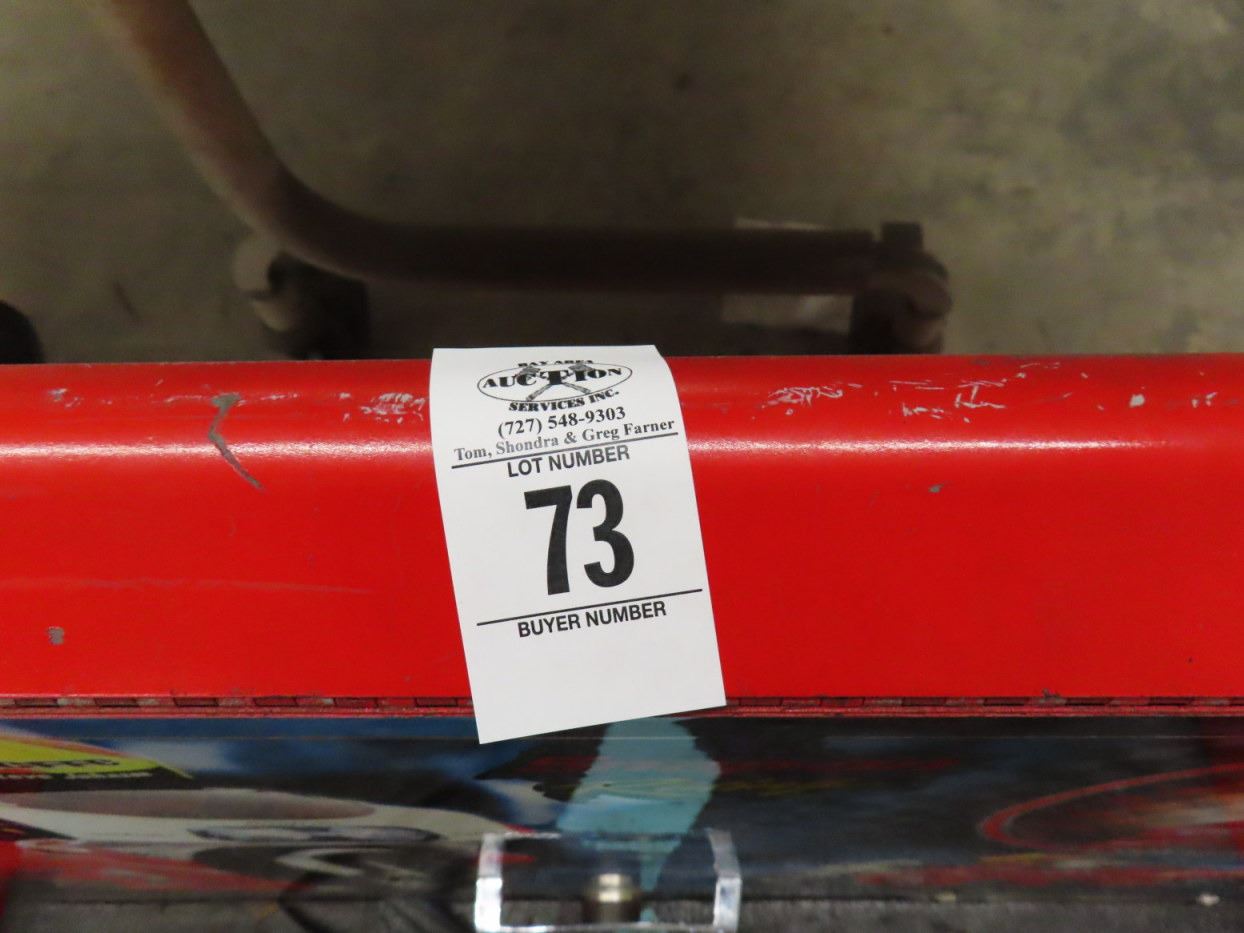 BAY AREA
AUCTION
SERVICES INC.
(727) 548-9303
Tom, Shondra & Greg Farner
LOT NUMBER
73
BUYER NUMBER